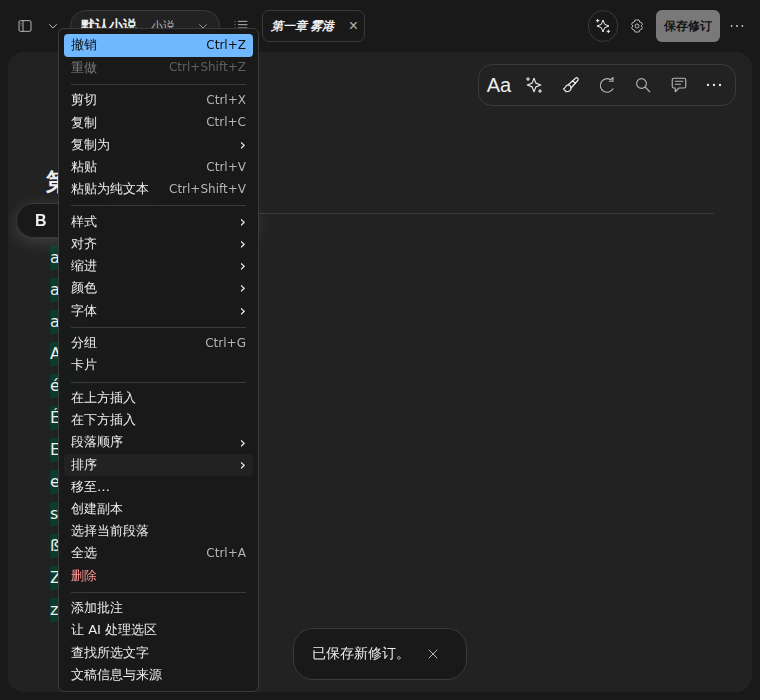 默认小说 小说
第一章 雾港 ×
保存修订
Aa
第
B
撤销 Ctrl+Z
重做 Ctrl+Shift+Z
剪切 Ctrl+X
复制 Ctrl+C
复制为
粘贴 Ctrl+V
粘贴为纯文本 Ctrl+Shift+V
样式
对齐
缩进
颜色
字体
分组 Ctrl+G
卡片
在上方插入
在下方插入
段落顺序
排序
移至…
创建副本
选择当前段落
全选 Ctrl+A
删除
添加批注
让 AI 处理选区
查找所选文字
文稿信息与来源
a
a
a
A
é
É
E
e
s
ß
Z
z
已保存新修订。